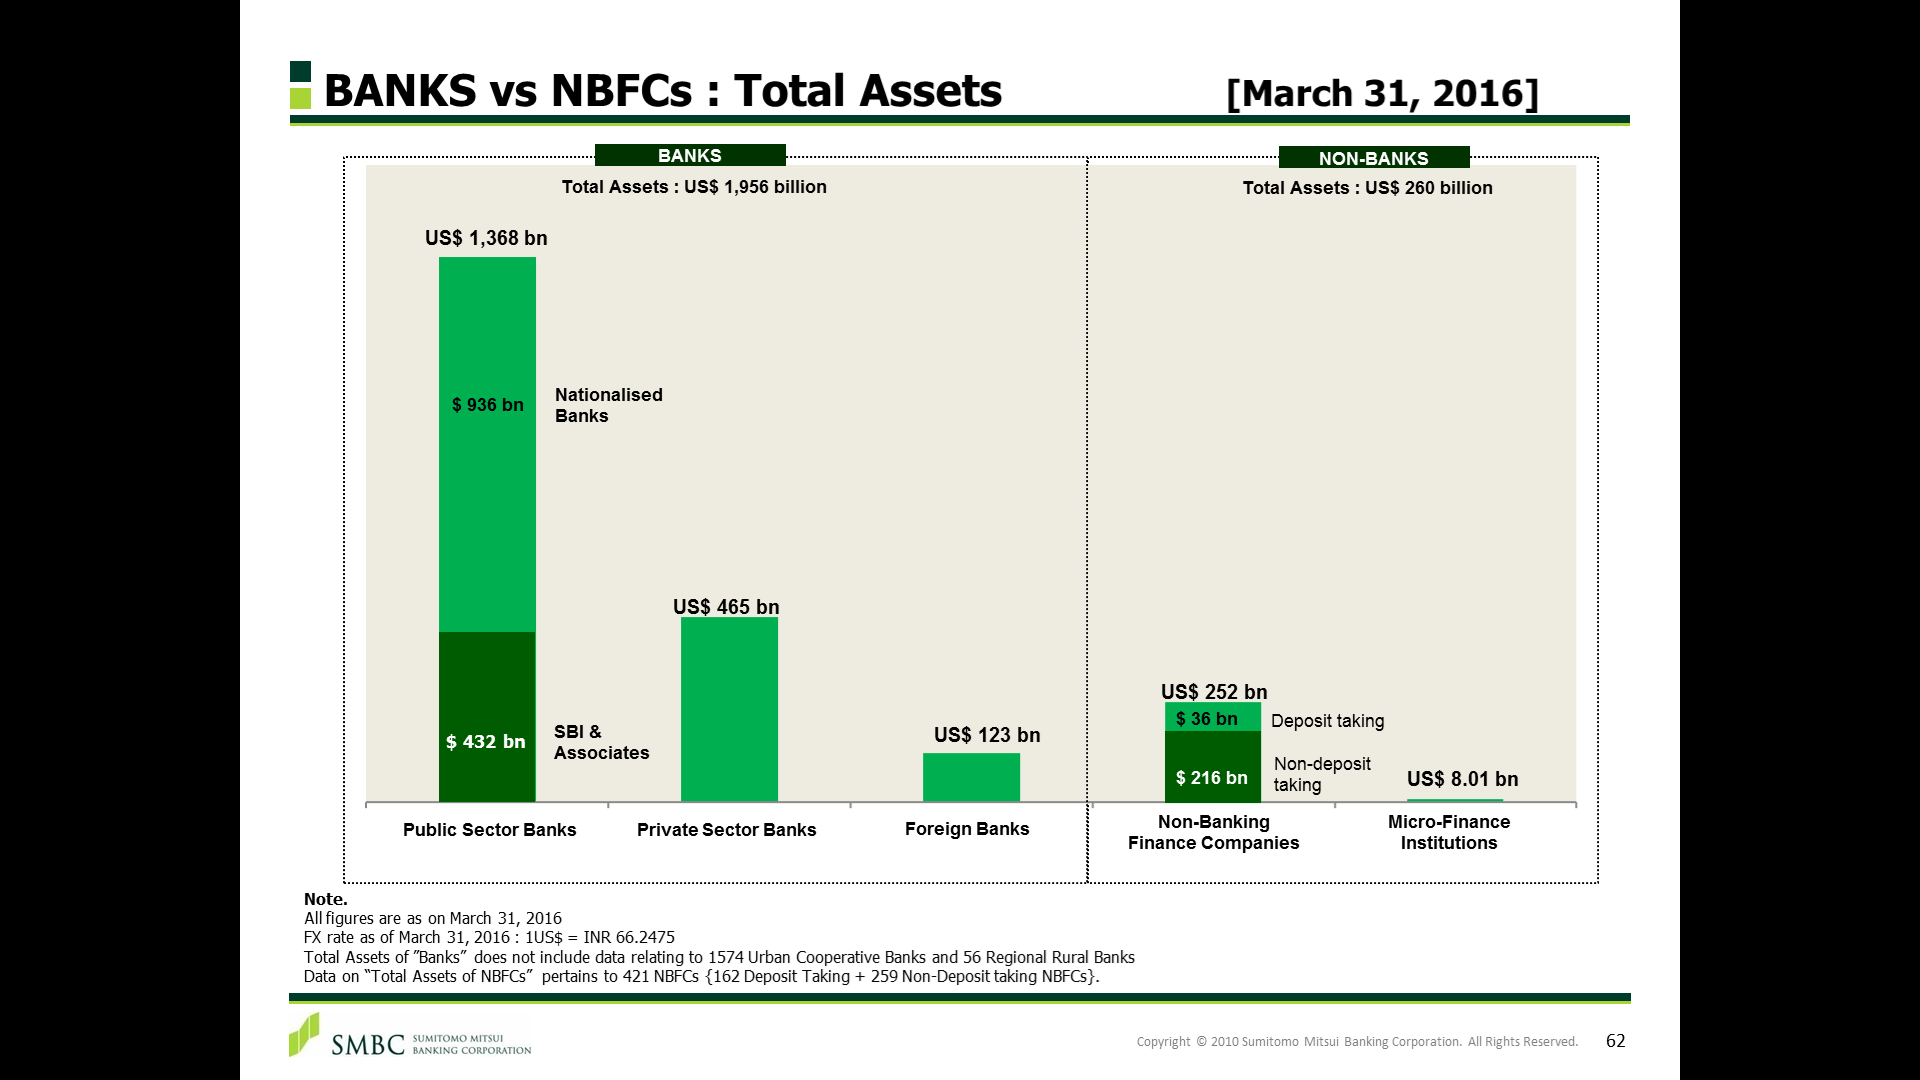 BANKS vs NBFCs : Total Assets [March 31, 2016]
BANKS
Total Assets : US$ 1,956 billion
US$ 1,368 bn
$ 936 bn
Nationalised
Banks
$ 432 bn
SBI &
Associates
US$ 465 bn
US$ 123 bn
Public Sector Banks
Private Sector Banks
Foreign Banks
NON-BANKS
Total Assets : US$ 260 billion
US$ 252 bn
$ 36 bn
Deposit taking
$ 216 bn
Non-deposit
taking
US$ 8.01 bn
Non-Banking
Finance Companies
Micro-Finance
Institutions
Note.
All figures are as on March 31, 2016
FX rate as of March 31, 2016 : 1US$ = INR 66.2475
Total Assets of ”Banks” does not include data relating to 1574 Urban Cooperative Banks and 56 Regional Rural Banks
Data on “Total Assets of NBFCs” pertains to 421 NBFCs {162 Deposit Taking + 259 Non-Deposit taking NBFCs}.
SMBC
SUMITOMO MITSUI
BANKING CORPORATION
Copyright © 2010 Sumitomo Mitsui Banking Corporation. All Rights Reserved.
62